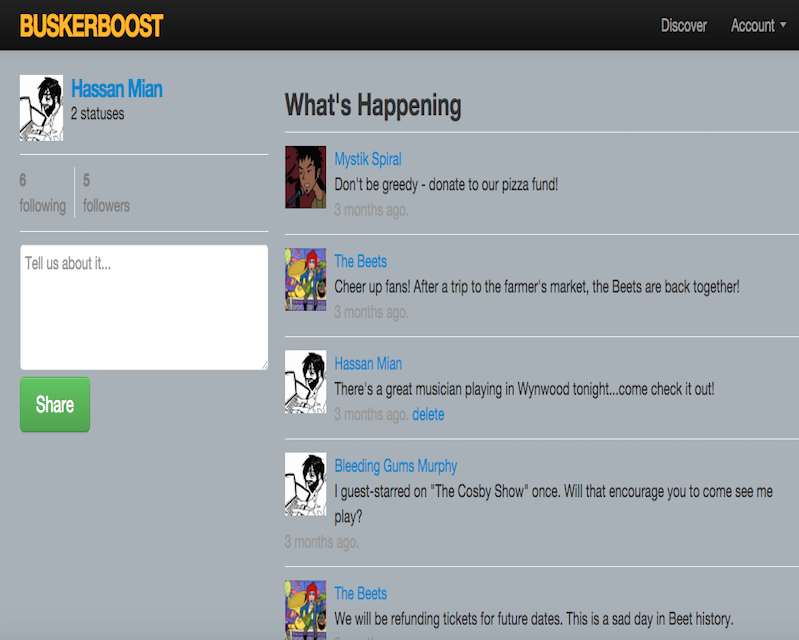 BUSKERBOOST
Discover
Account
Hassan Mian
2 statuses
6
following
5
followers
Tell us about it...
Share
What's Happening
Mystik Spiral
Don't be greedy - donate to our pizza fund!
3 months ago.
The Beets
Cheer up fans! After a trip to the farmer's market, the Beets are back together!
3 months ago.
Hassan Mian
There's a great musician playing in Wynwood tonight...come check it out!
3 months ago. delete
Bleeding Gums Murphy
I guest-starred on "The Cosby Show" once. Will that encourage you to come see me
play?
3 months ago.
The Beets
We will be refunding tickets for future dates. This is a sad day in Beet history.